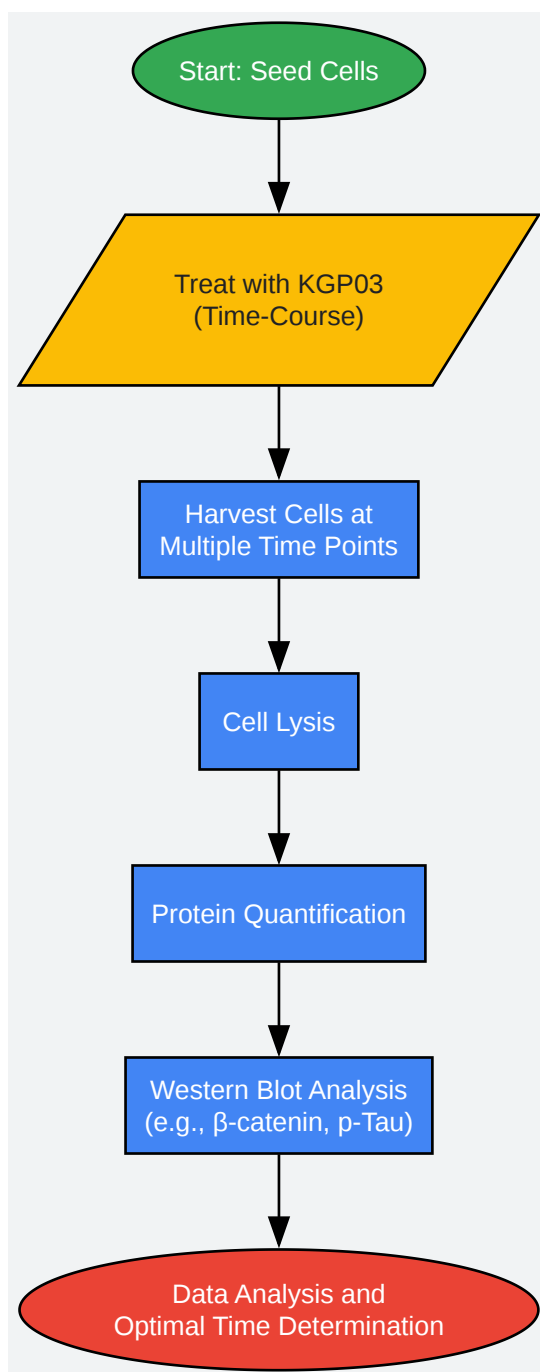 Start: Seed Cells
Treat with KGP03
(Time-Course)
Harvest Cells at
Multiple Time Points
Cell Lysis
Protein Quantification
Western Blot Analysis
(e.g., β-catenin, p-Tau)
Data Analysis and
Optimal Time Determination